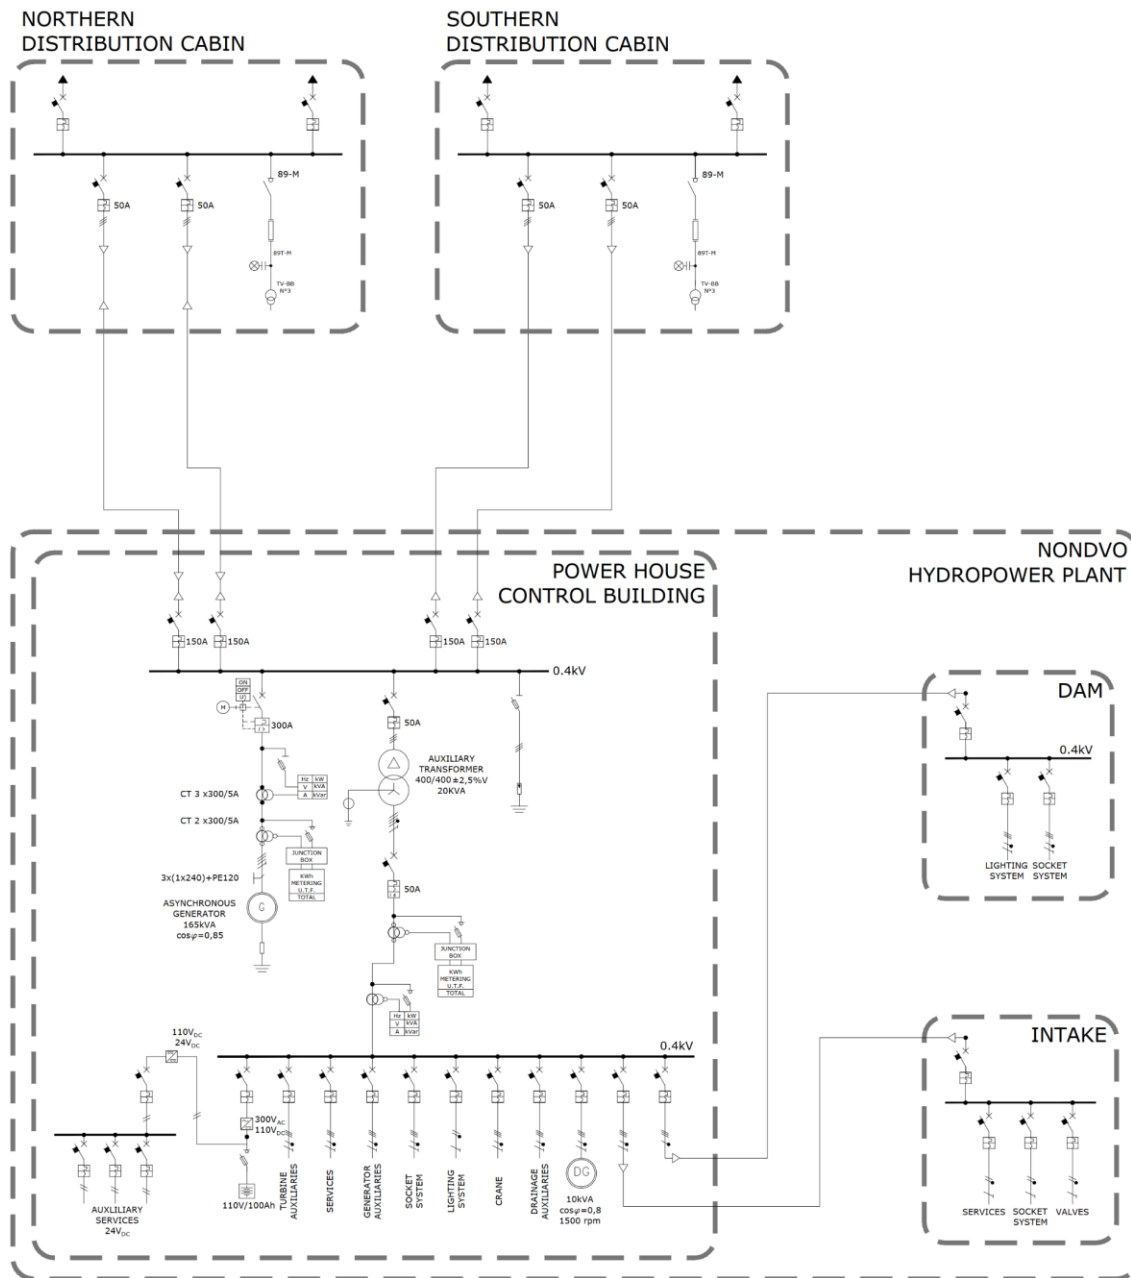 NORTHERN
DISTRIBUTION CABIN
SOUTHERN
DISTRIBUTION CABIN
89-M
50A
50A
89T-M
TV-BB
N°3
89-M
50A
50A
89T-M
TV-BB
N°3
NONDVO
HYDROPOWER PLANT
POWER HOUSE
CONTROL BUILDING
150A
150A
150A
150A
0.4kV
ON
OFF
M
300A
50A
AUXILIARY
TRANSFORMER
400/400±2,5%V
20KVA
Hz kW
V kVA
A kVar
CT 3 x300/5A
CT 2 x300/5A
JUNCTION
BOX
KWh
METERING
U.T.F.
TOTAL
3x(1x240)+PE120
ASYNCHRONOUS
GENERATOR
165kVA
cosφ=0,85
G
50A
JUNCTION
BOX
KWh
METERING
U.T.F.
TOTAL
Hz kW
V kVA
A kVar
DAM
0.4kV
LIGHTING
SYSTEM
SOCKET
SYSTEM
INTAKE
SERVICES
SOCKET
SYSTEM
VALVES
110VDC
24VDC
0.4kV
300VAC
110VDC
110V/100Ah
AUXLILIARY
SERVICES
24VDC
TURBINE
AUXILIARIES
SERVICES
GENERATOR
AUXILIARIES
SOCKET
SYSTEM
LIGHTING
SYSTEM
CRANE
DRAINAGE
AUXILIARIES
DG
10kVA
cosφ=0,8
1500 rpm